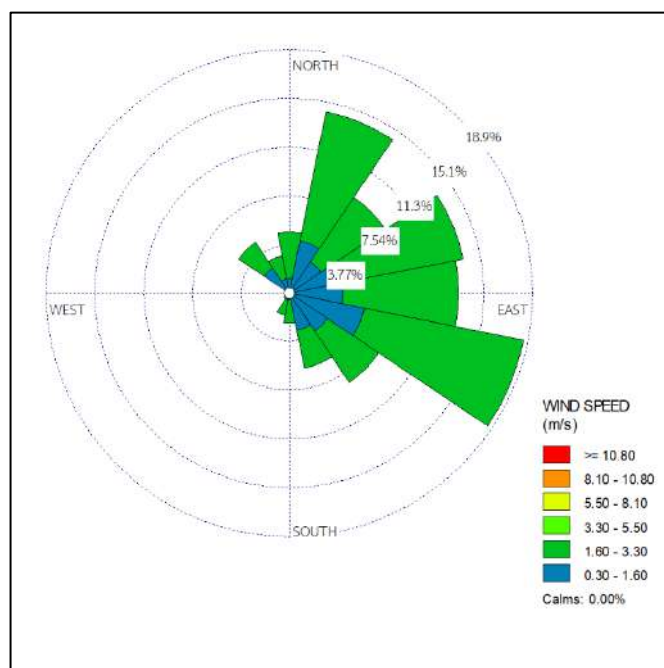 NORTH
18.9%
15.1%
11.3%
7.54%
3.77%
WEST
EAST
SOUTH
WIND SPEED
(m/s)
>= 10.80
8.10 - 10.80
5.50 - 8.10
3.30 - 5.50
1.60 - 3.30
0.30 - 1.60
Calms: 0.00%